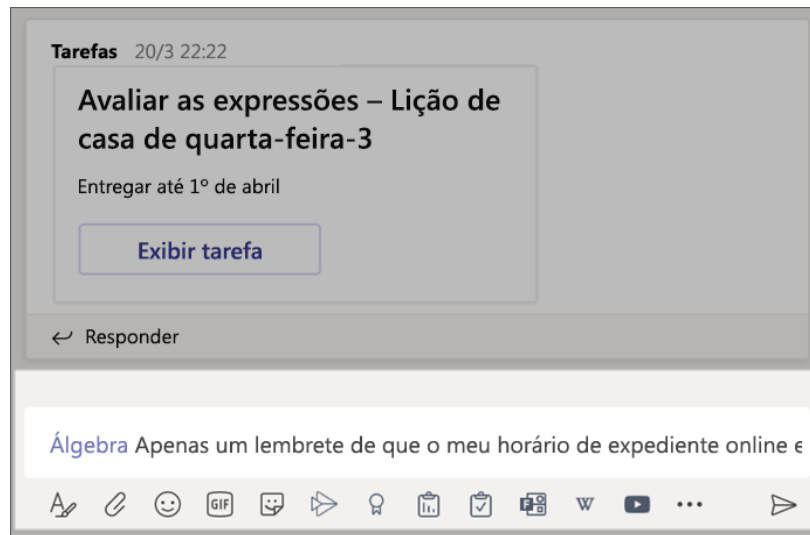 Tarefas 20/3 22:22
Avaliar as expressões – Lição de
casa de quarta-feira-3
Entregar até 1º de abril
Exibir tarefa
Responder
Álgebra Apenas um lembrete de que o meu horário de expediente online e
GIF
W